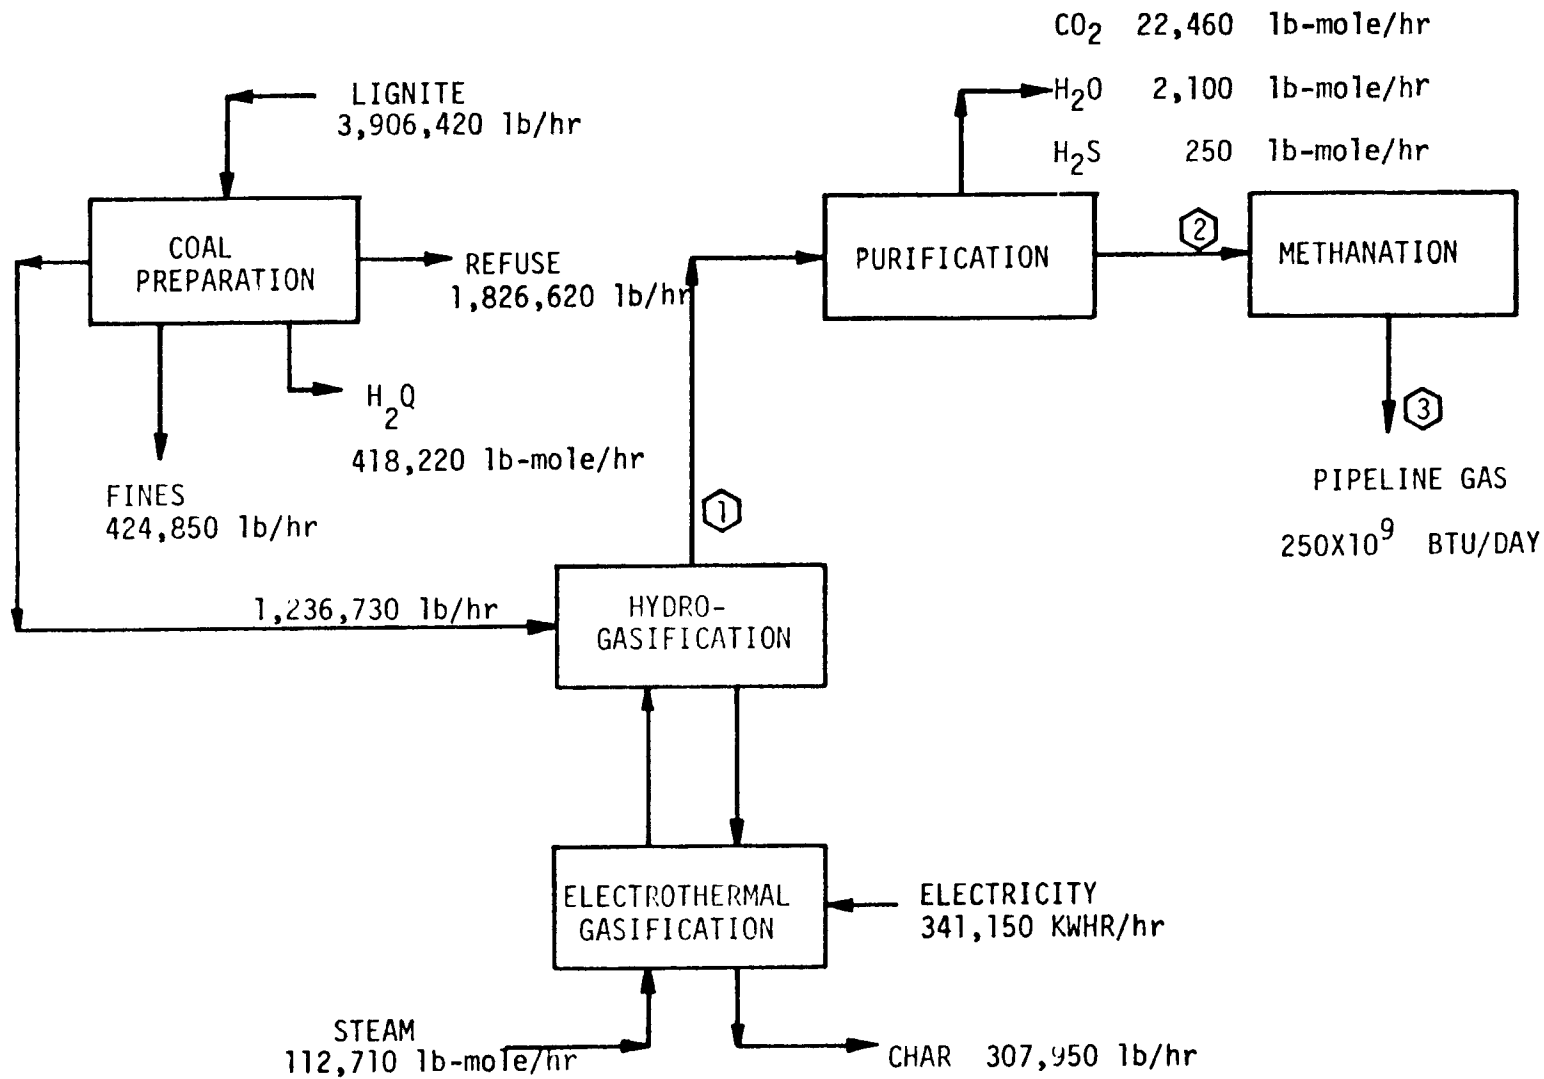 CO2 22,460 lb-mole/hr
H2O 2,100 lb-mole/hr
H2S 250 lb-mole/hr
LIGNITE
3,906,420 lb/hr
COAL
PREPARATION
REFUSE
1,826,620 lb/hr
H2Q
418,220 lb-mole/hr
FINES
424,850 lb/hr
PURIFICATION
2
METHANATION
3
PIPELINE GAS
250X10^9 BTU/DAY
1
1,236,730 lb/hr
HYDRO-
GASIFICATION
ELECTROTHERMAL
GASIFICATION
ELECTRICITY
341,150 KWHR/hr
STEAM
112,710 lb-mole/hr
CHAR 307,950 lb/hr